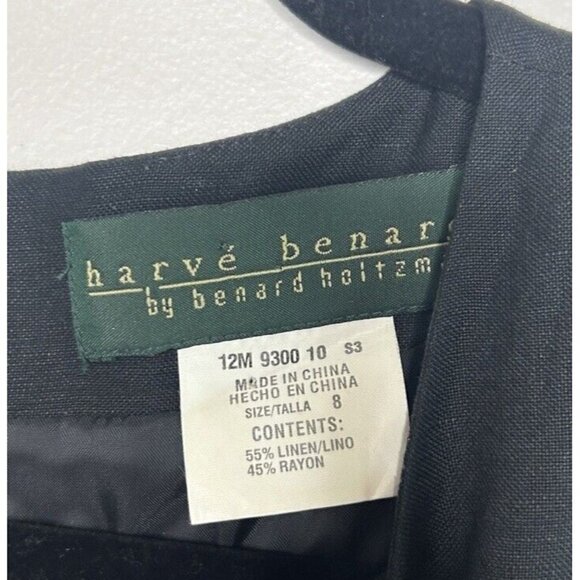 harvé benar
by benard holtzm
12M 9300 10 S3
MADE IN CHINA
HECHO EN CHINA
SIZE/TALLA 8
CONTENTS:
55% LINEN/LINO
45% RAYON